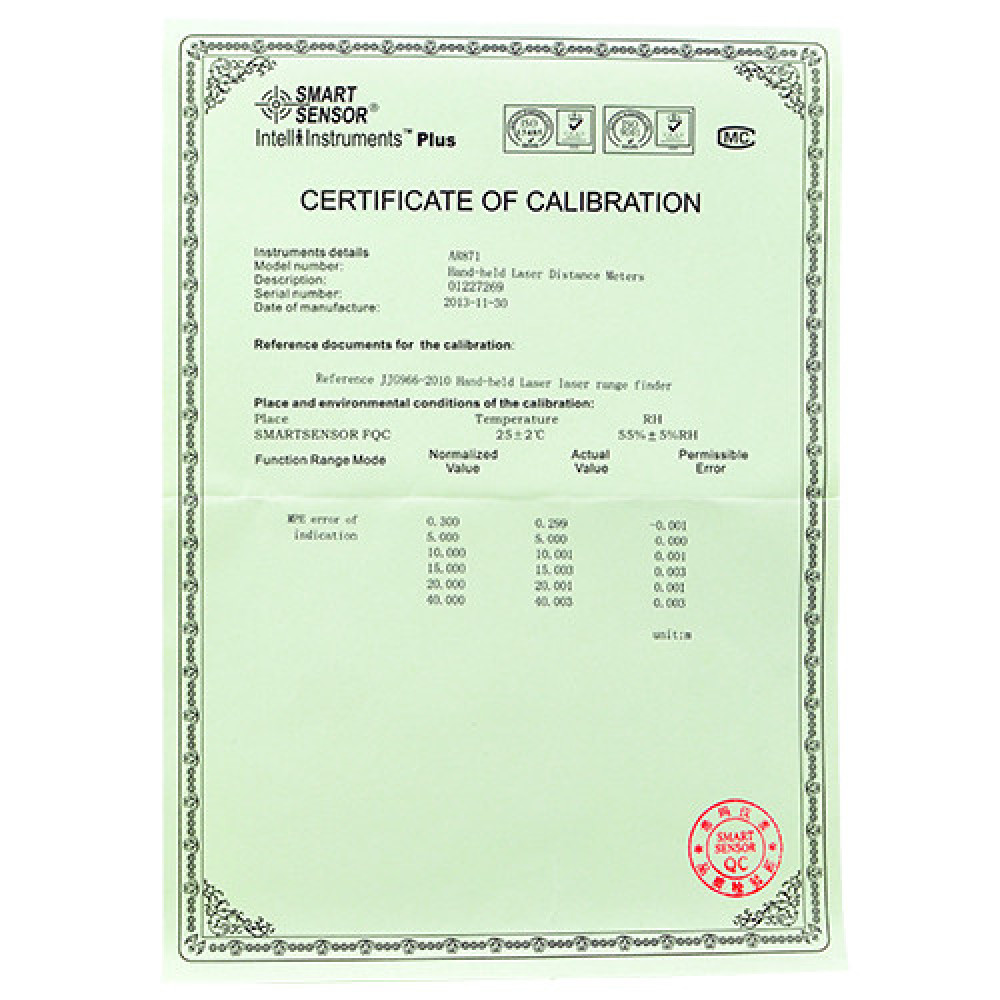 SMART
SENSOR®
Intelli Instruments™ Plus
ISO
ISO
MC
CERTIFICATE OF CALIBRATION
Instruments details
Model number: AR871
Description: Hand-held Laser Distance Meters
Serial number: 01227269
Date of manufacture: 2013-11-30
Reference documents for the calibration:
Reference JJG966-2010 Hand-held Laser laser range finder
Place and environmental conditions of the calibration:
Place Temperature RH
SMARTSENSOR FQC 25±2℃ 55%±5%RH
Function Range Mode Normalized Value Actual Value Permissible Error
MPE error of indication
0.300 0.299 -0.001
5.000 5.000 0.000
10.000 10.001 0.001
15.000 15.003 0.003
20.000 20.001 0.001
40.000 40.003 0.003
unit:m
SMART
SENSOR
QC